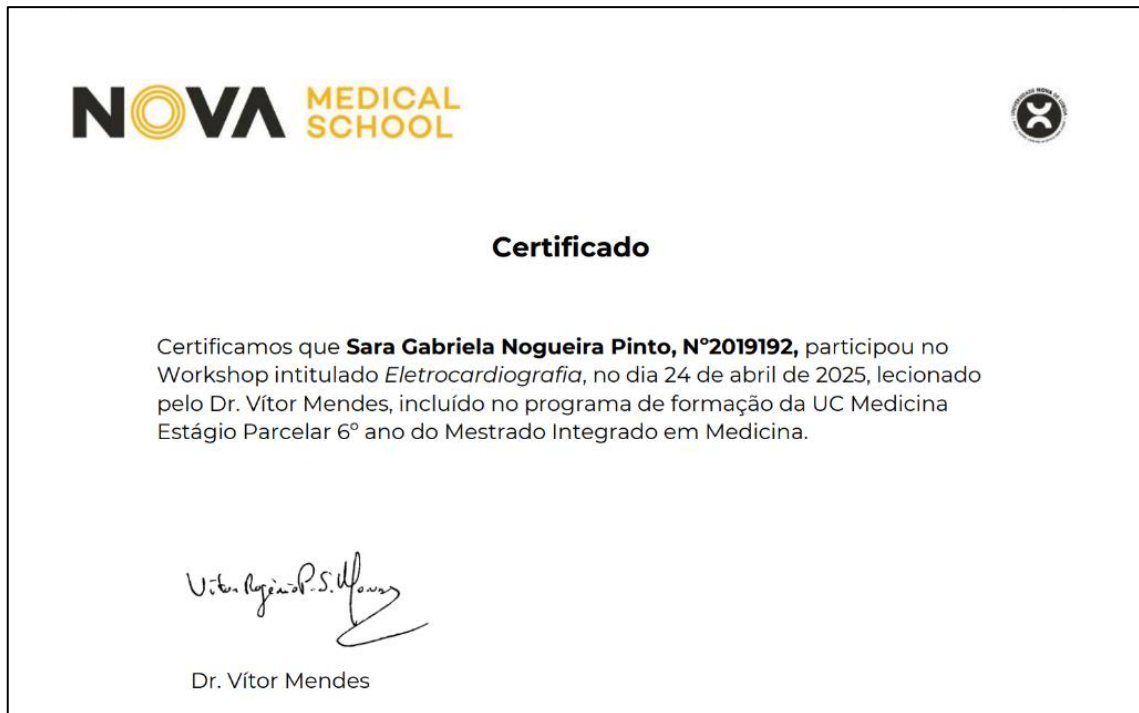 NOVA MEDICAL
SCHOOL
Certificado
Certificamos que Sara Gabriela Nogueira Pinto, Nº2019192, participou no
Workshop intitulado Eletrocardiografia, no dia 24 de abril de 2025, lecionado
pelo Dr. Vítor Mendes, incluído no programa de formação da UC Medicina
Estágio Parcelar 6º ano do Mestrado Integrado em Medicina.
Dr. Vítor Mendes